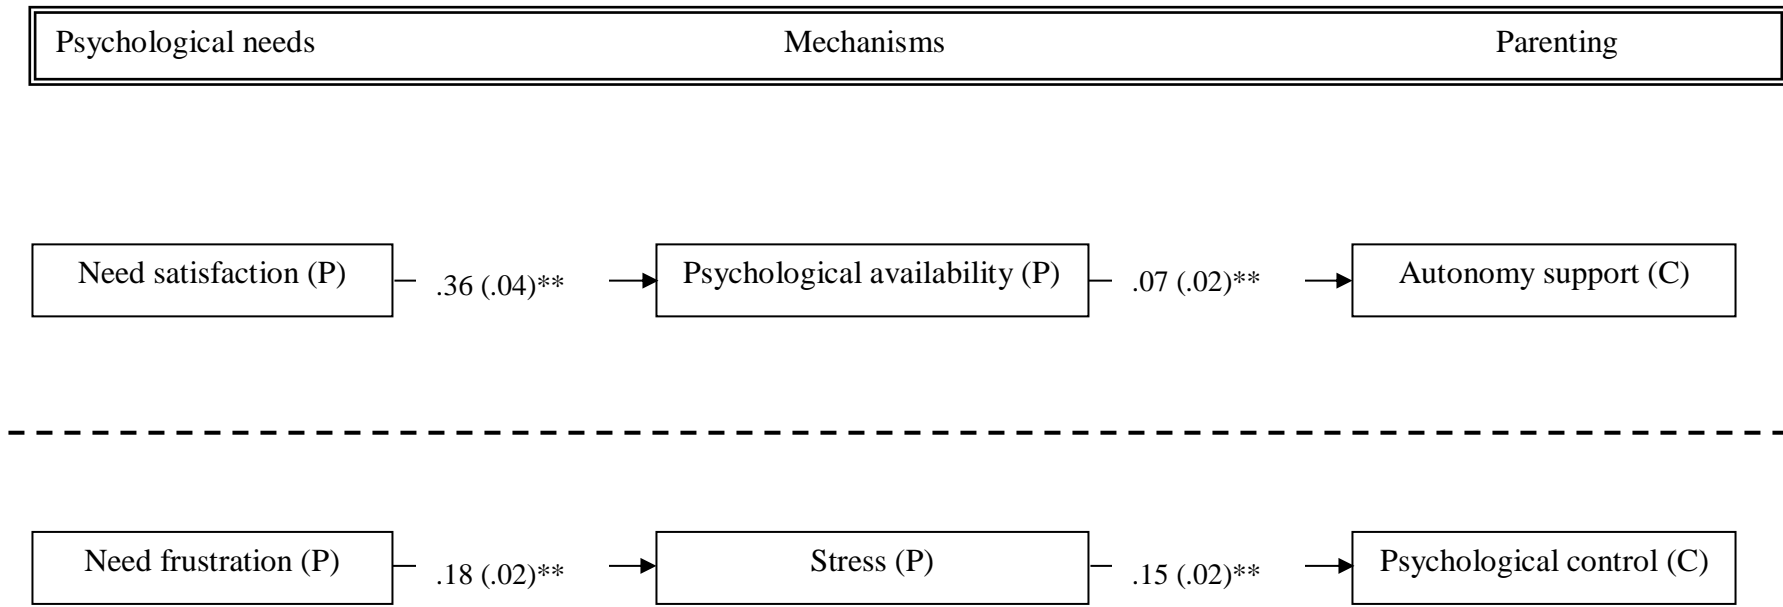 Psychological needs Mechanisms Parenting
Need satisfaction (P) .36 (.04)** Psychological availability (P) .07 (.02)** Autonomy support (C)
Need frustration (P) .18 (.02)** Stress (P) .15 (.02)** Psychological control (C)